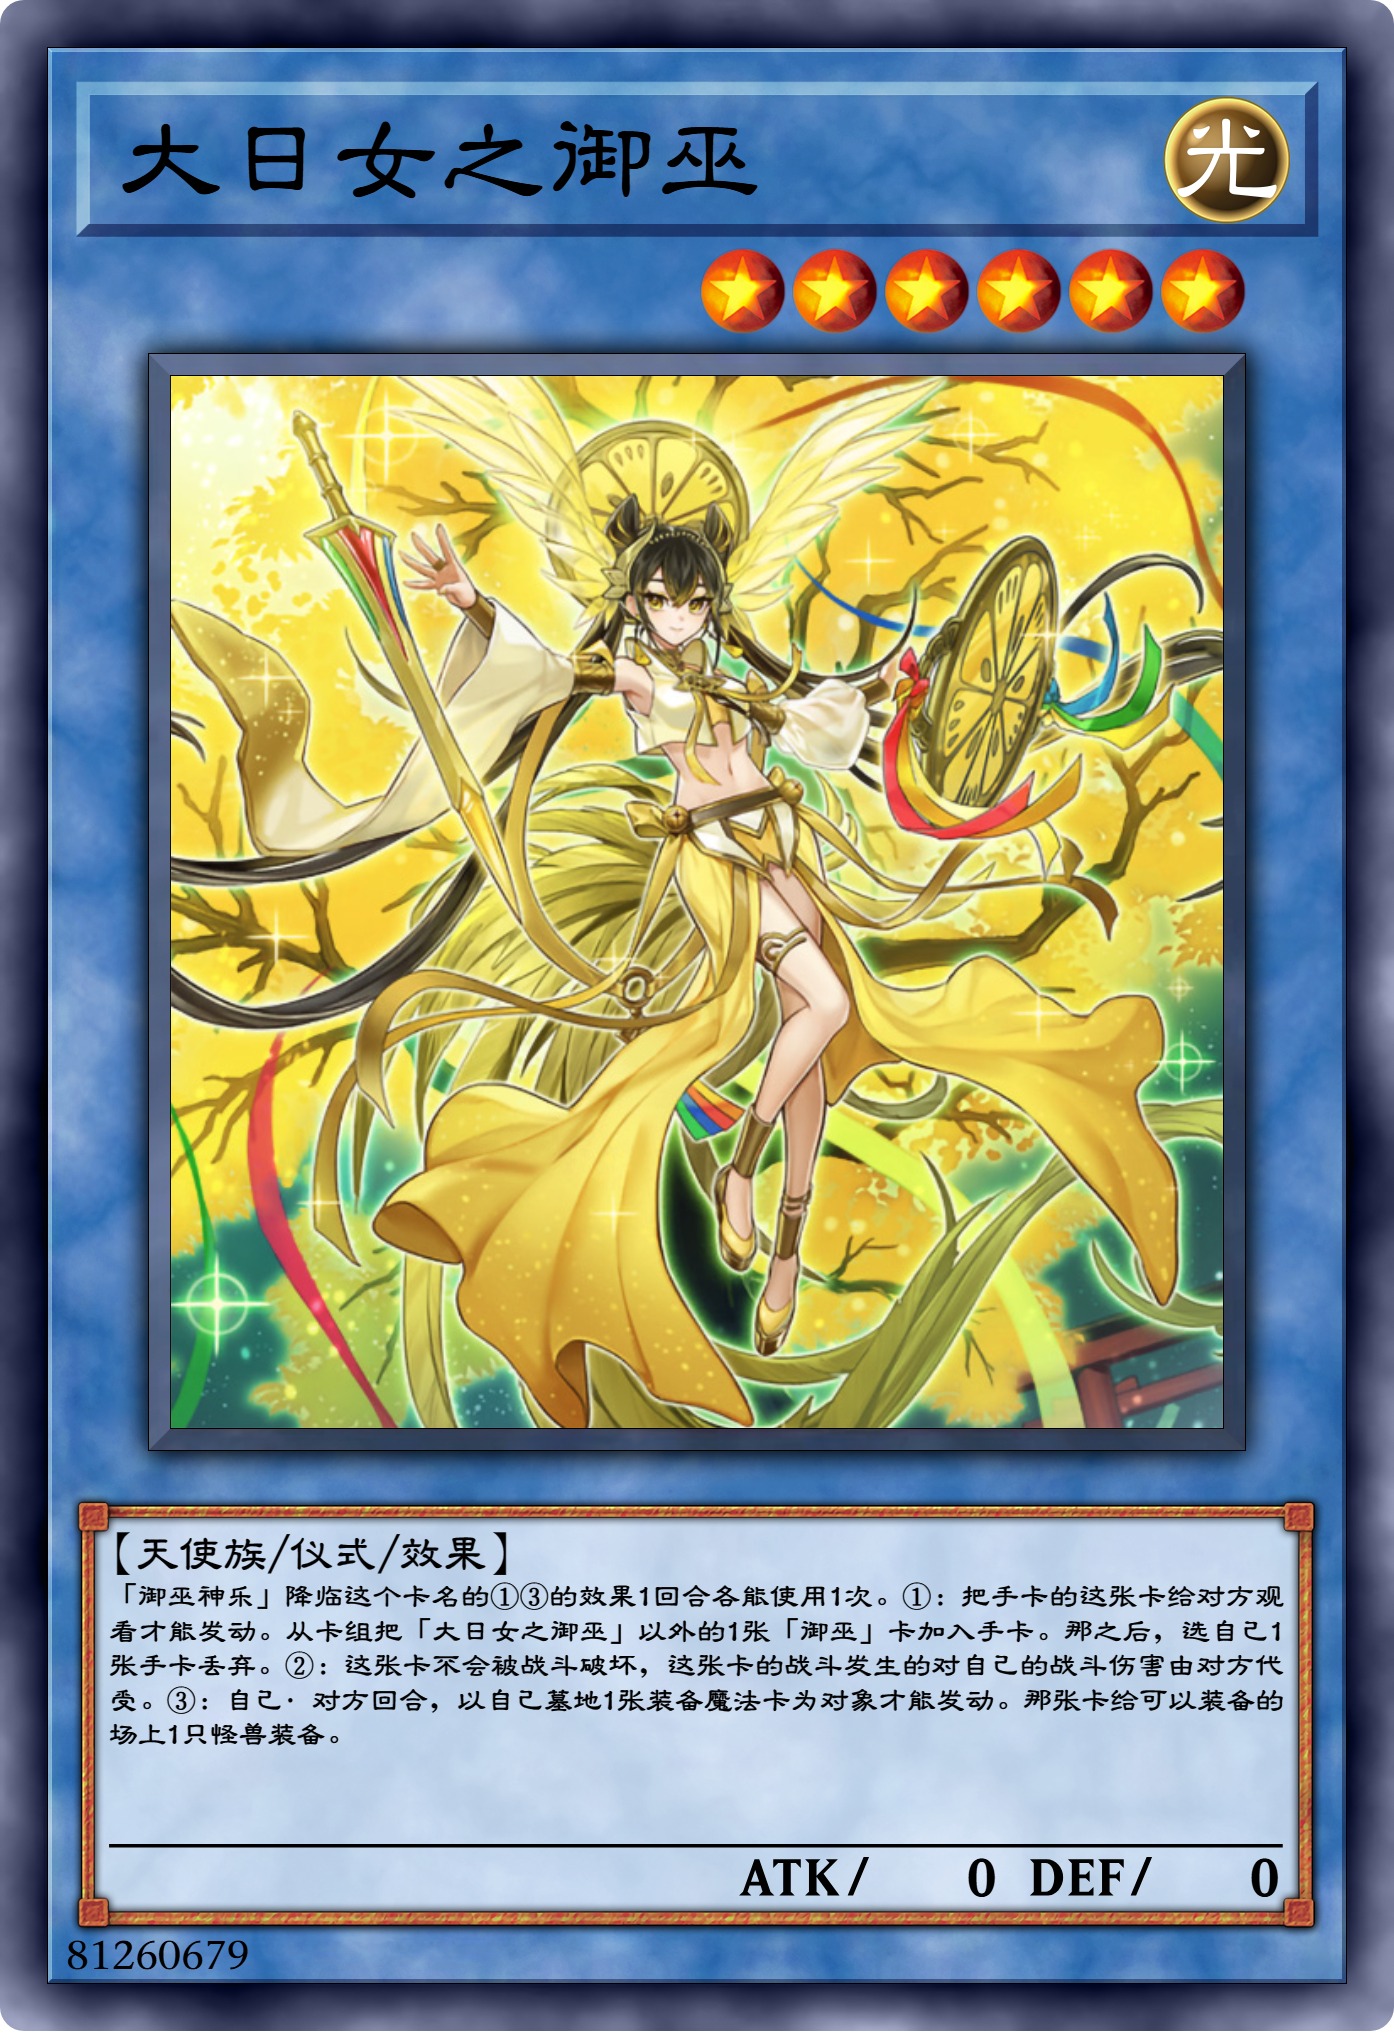 大日女之御巫
光
【天使族/仪式/效果】
「御巫神乐」降临这个卡名的①③的效果1回合各能使用1次。①：把手卡的这张卡给对方观
看才能发动。从卡组把「大日女之御巫」以外的1张「御巫」卡加入手卡。那之后，选自己1
张手卡丢弃。②：这张卡不会被战斗破坏，这张卡的战斗发生的对自己的战斗伤害由对方代
受。③：自己·对方回合，以自己墓地1张装备魔法卡为对象才能发动。那张卡给可以装备的
场上1只怪兽装备。
ATK/ 0 DEF/ 0
81260679